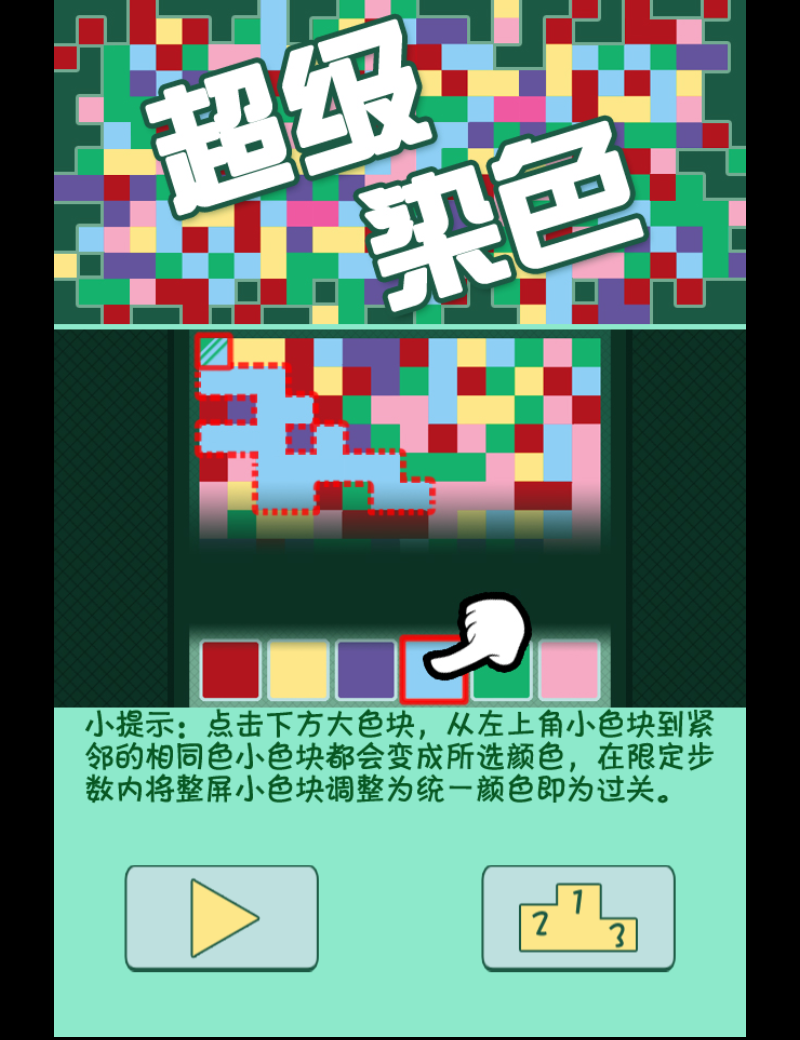 超级
染色
小提示：点击下方大色块，从左上角小色块到紧
邻的相同色小色块都会变成所选颜色，在限定步
数内将整屏小色块调整为统一颜色即为过关。
1
2
3